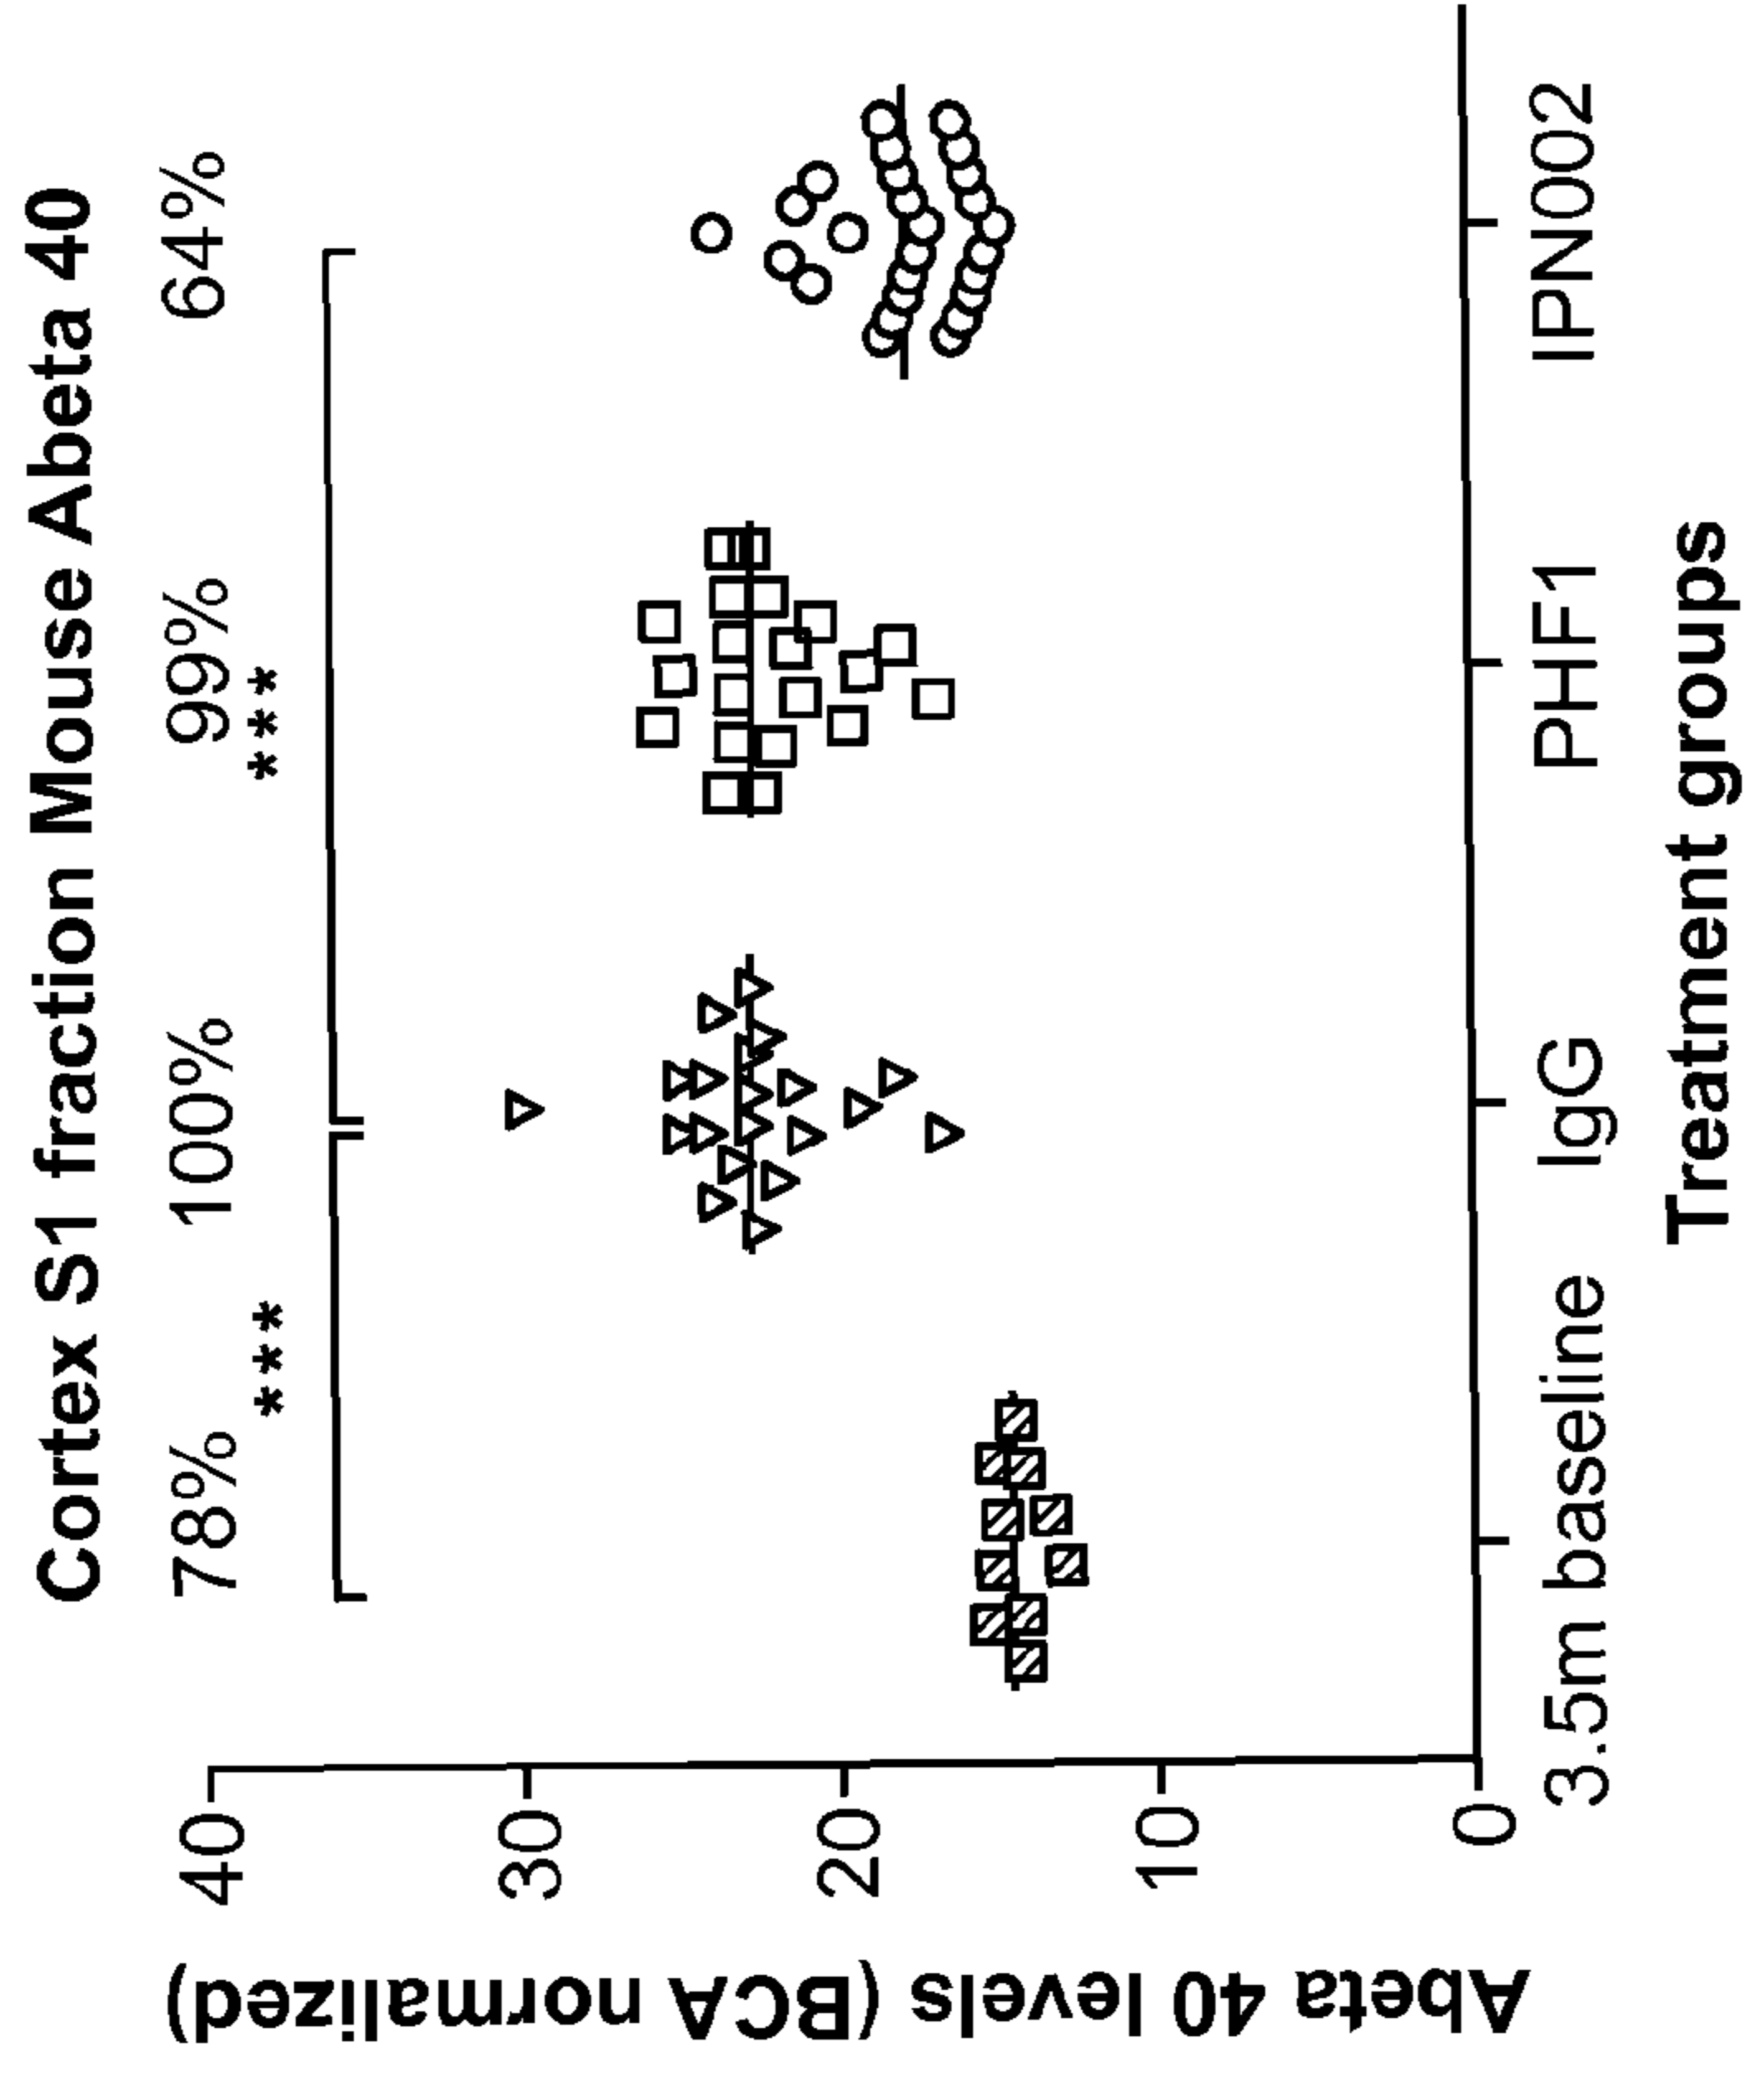 Cortex S1 fraction Mouse Abeta 40
78% 100% 99% 64%
*** ***
40
30
20
10
0
Abeta 40 levels (BCA normalized)
3.5m baseline IgG PHF1 IPN002
Treatment groups